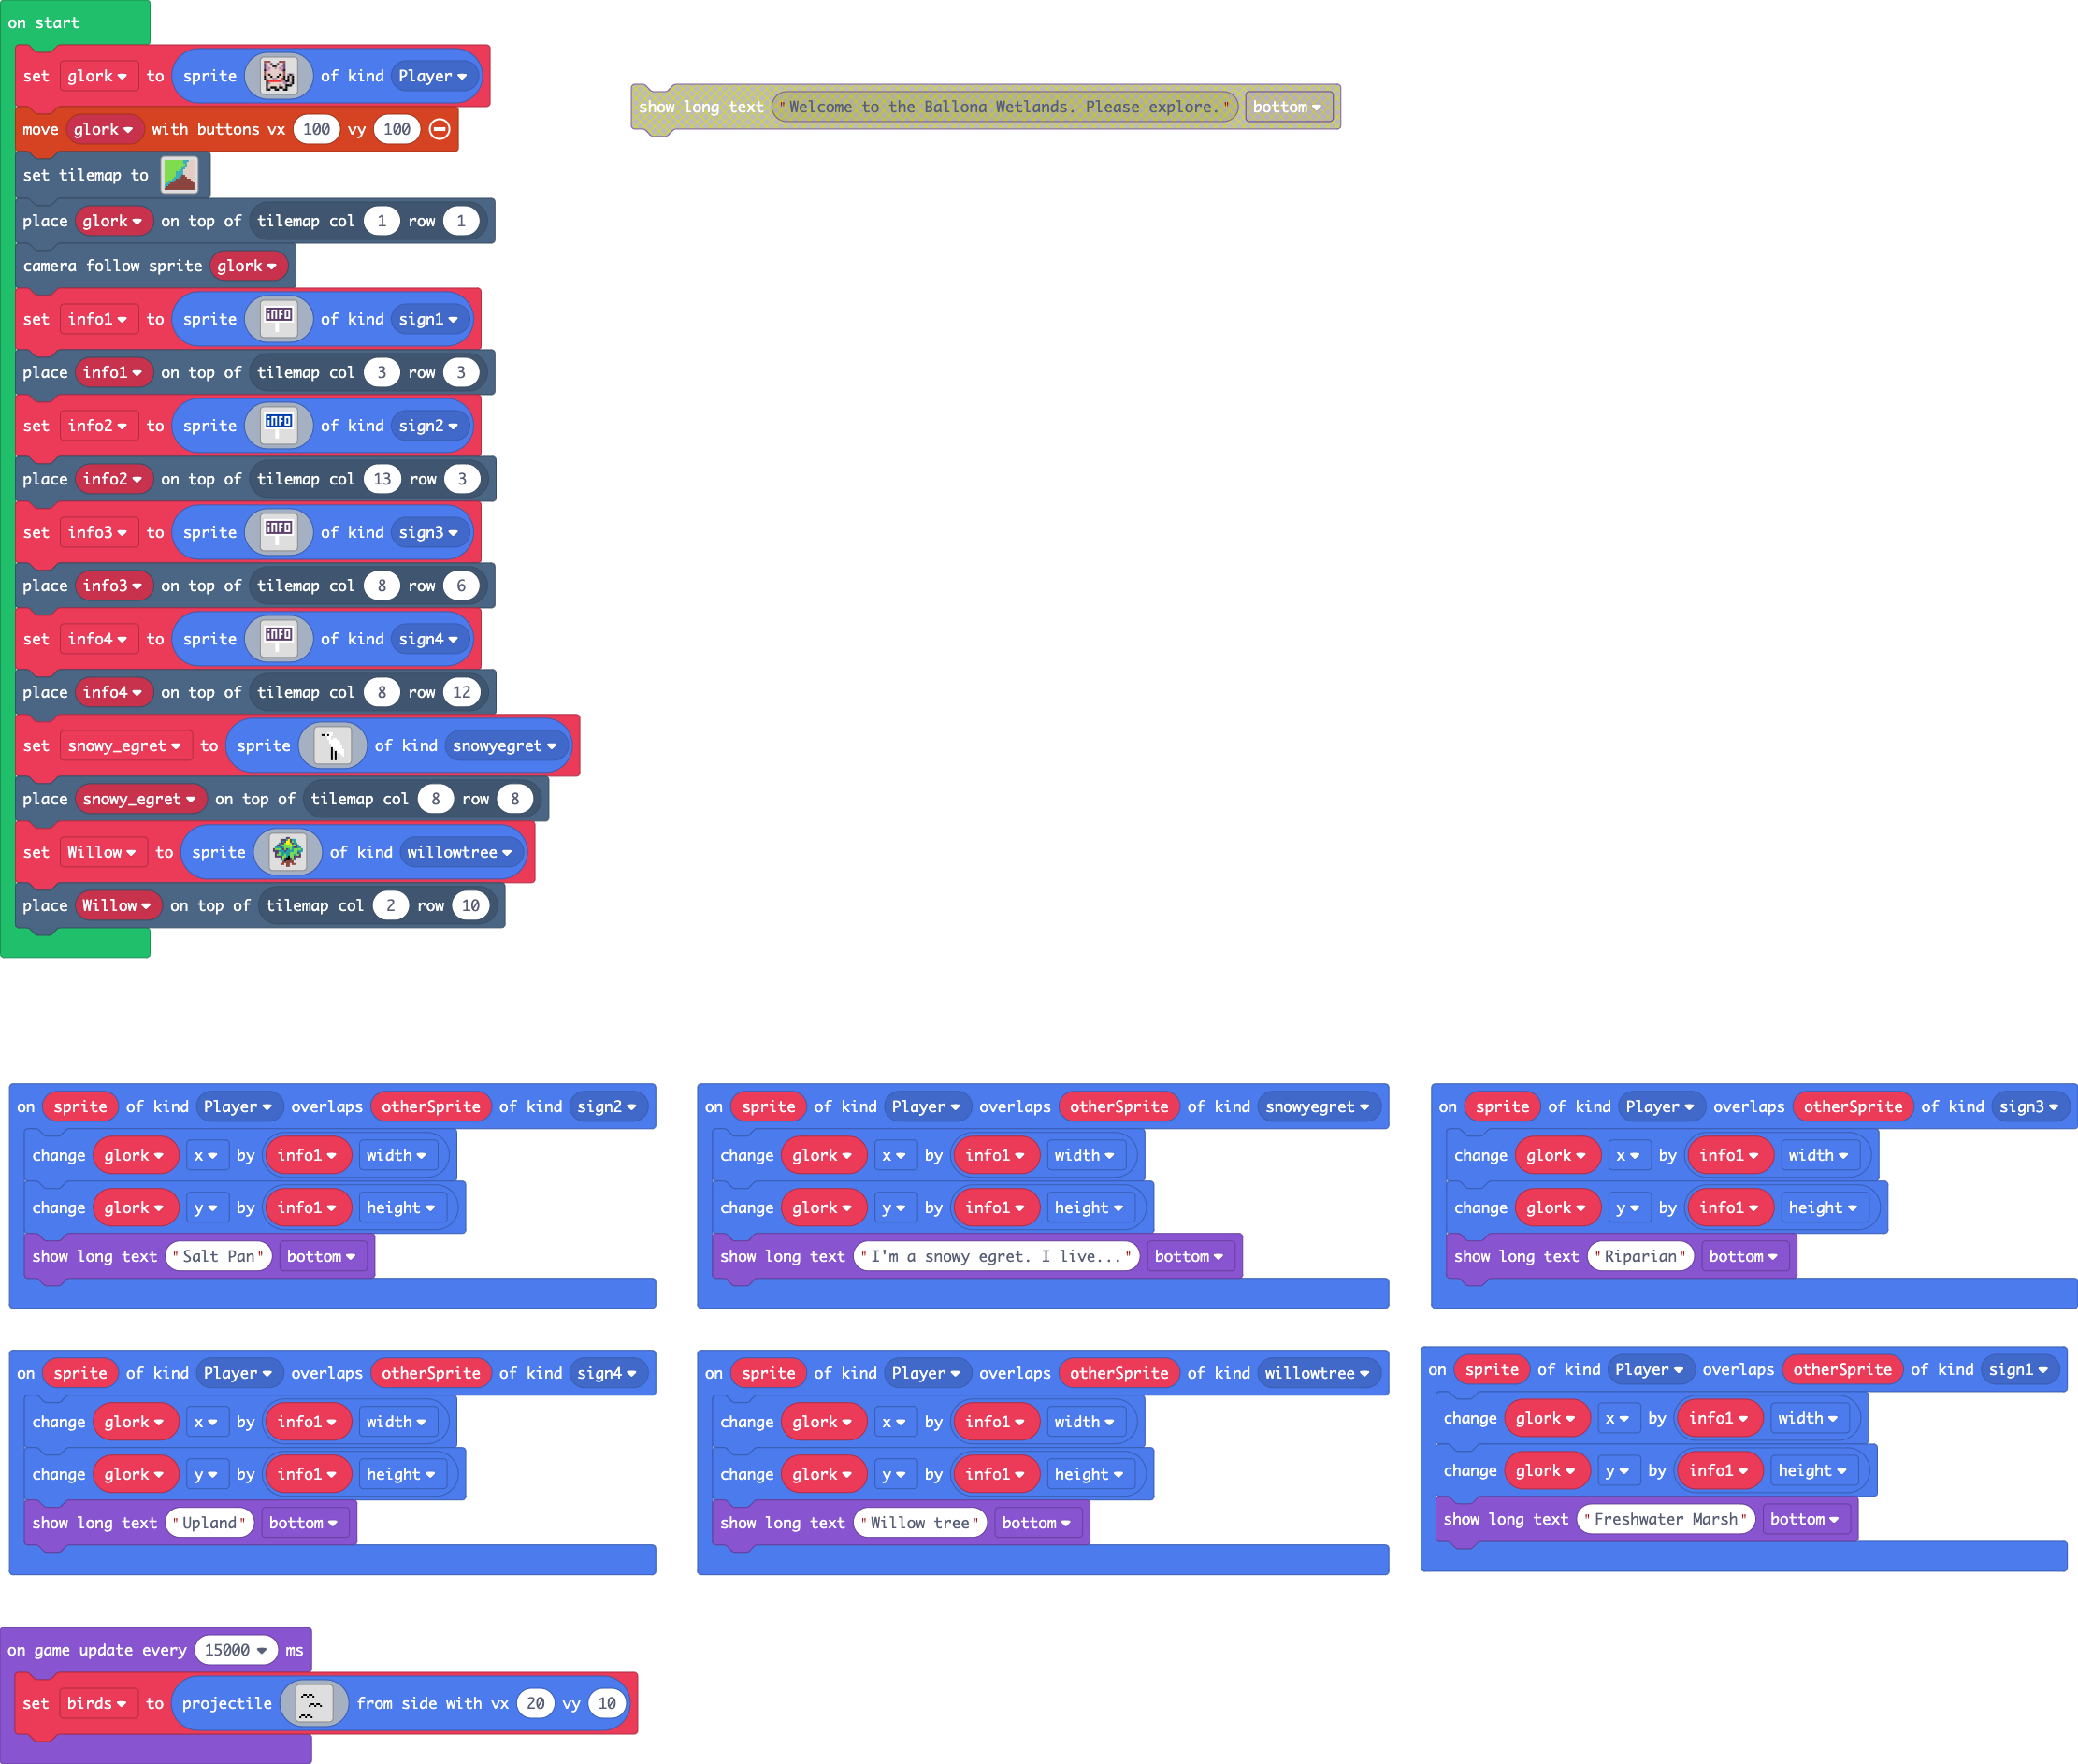 on start
set glork to sprite of kind Player
move glork with buttons vx 100 vy 100
set tilemap to
place glork on top of tilemap col 1 row 1
camera follow sprite glork
set info1 to sprite INFO of kind sign1
place info1 on top of tilemap col 3 row 3
set info2 to sprite INFO of kind sign2
place info2 on top of tilemap col 13 row 3
set info3 to sprite INFO of kind sign3
place info3 on top of tilemap col 8 row 6
set info4 to sprite INFO of kind sign4
place info4 on top of tilemap col 8 row 12
set snowy_egret to sprite of kind snowyegret
place snowy_egret on top of tilemap col 8 row 8
set Willow to sprite of kind willowtree
place Willow on top of tilemap col 2 row 10
show long text "Welcome to the Ballona Wetlands. Please explore." bottom
on sprite of kind Player overlaps otherSprite of kind sign2
change glork x by info1 width
change glork y by info1 height
show long text "Salt Pan" bottom
on sprite of kind Player overlaps otherSprite of kind snowyegret
change glork x by info1 width
change glork y by info1 height
show long text "I'm a snowy egret. I live..." bottom
on sprite of kind Player overlaps otherSprite of kind sign3
change glork x by info1 width
change glork y by info1 height
show long text "Riparian" bottom
on sprite of kind Player overlaps otherSprite of kind sign4
change glork x by info1 width
change glork y by info1 height
show long text "Upland" bottom
on sprite of kind Player overlaps otherSprite of kind willowtree
change glork x by info1 width
change glork y by info1 height
show long text "Willow tree" bottom
on sprite of kind Player overlaps otherSprite of kind sign1
change glork x by info1 width
change glork y by info1 height
show long text "Freshwater Marsh" bottom
on game update every 15000 ms
set birds to projectile from side with vx 20 vy 10